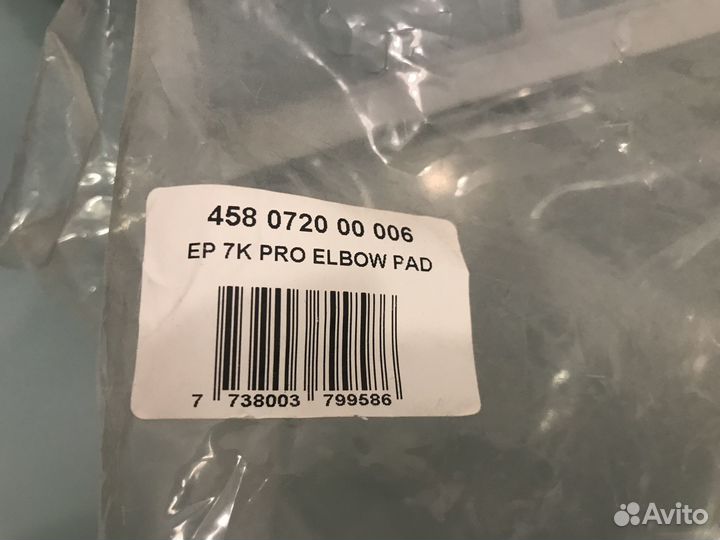 458 0720 00 006
EP 7K PRO ELBOW PAD
7 738003 799586
Avito